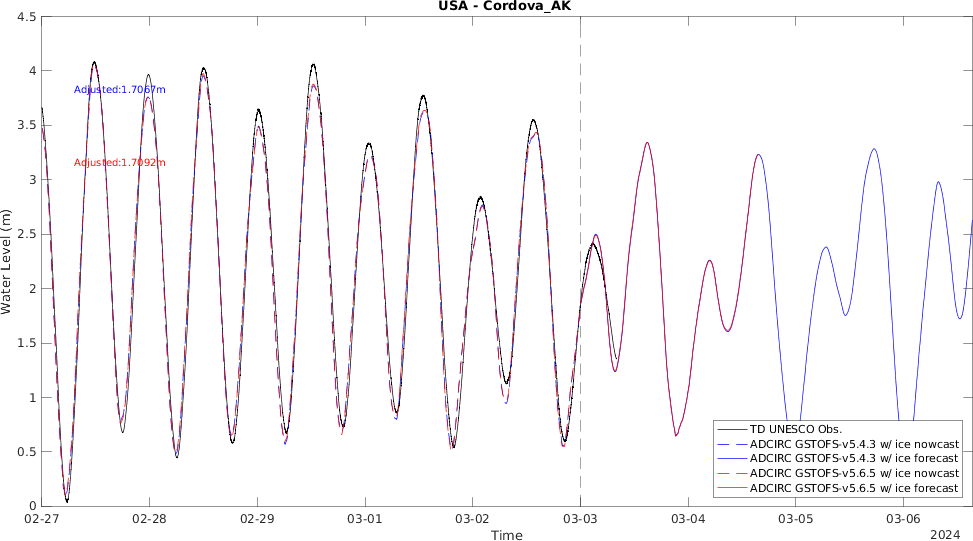 USA - Cordova_AK
4.5
4
3.5
3
2.5
2
1.5
1
0.5
0
Water Level (m)
Adjusted:1.7067m
Adjusted:1.7092m
TD UNESCO Obs.
ADCIRC GSTOFS-v5.4.3 w/ ice nowcast
ADCIRC GSTOFS-v5.4.3 w/ ice forecast
ADCIRC GSTOFS-v5.6.5 w/ ice nowcast
ADCIRC GSTOFS-v5.6.5 w/ ice forecast
02-27 02-28 02-29 03-01 03-02 03-03 03-04 03-05 03-06
Time
2024